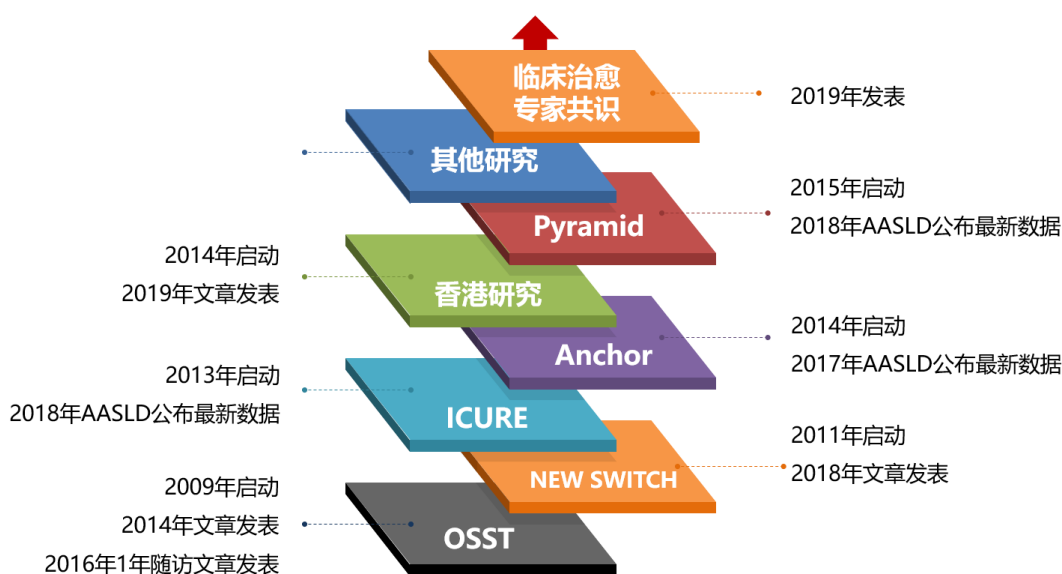 临床治愈
专家共识
2019年发表
其他研究
2015年启动
2018年AASLD公布最新数据
Pyramid
2014年启动
2019年文章发表
香港研究
2014年启动
2017年AASLD公布最新数据
Anchor
2013年启动
2018年AASLD公布最新数据
ICURE
2011年启动
2018年文章发表
NEW SWITCH
2009年启动
2014年文章发表
2016年1年随访文章发表
OSST